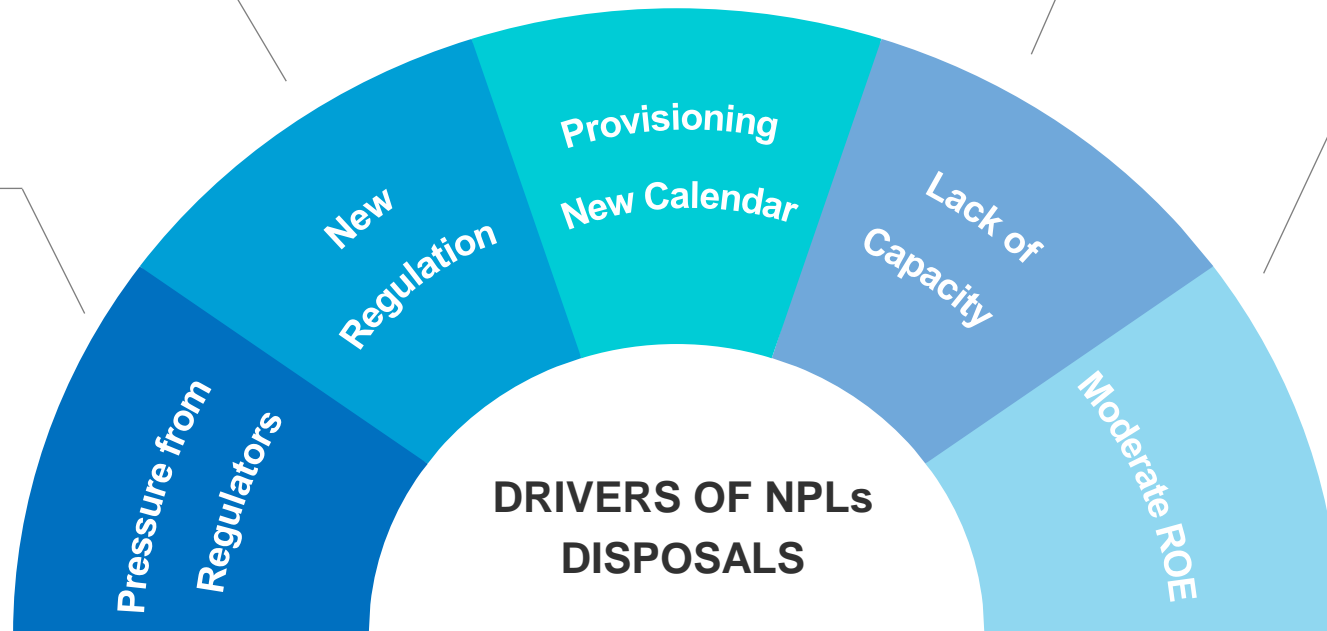 Pressure from
Regulators
New
Regulation
Provisioning
New Calendar
Lack of
Capacity
Moderate ROE
DRIVERS OF NPLs
DISPOSALS